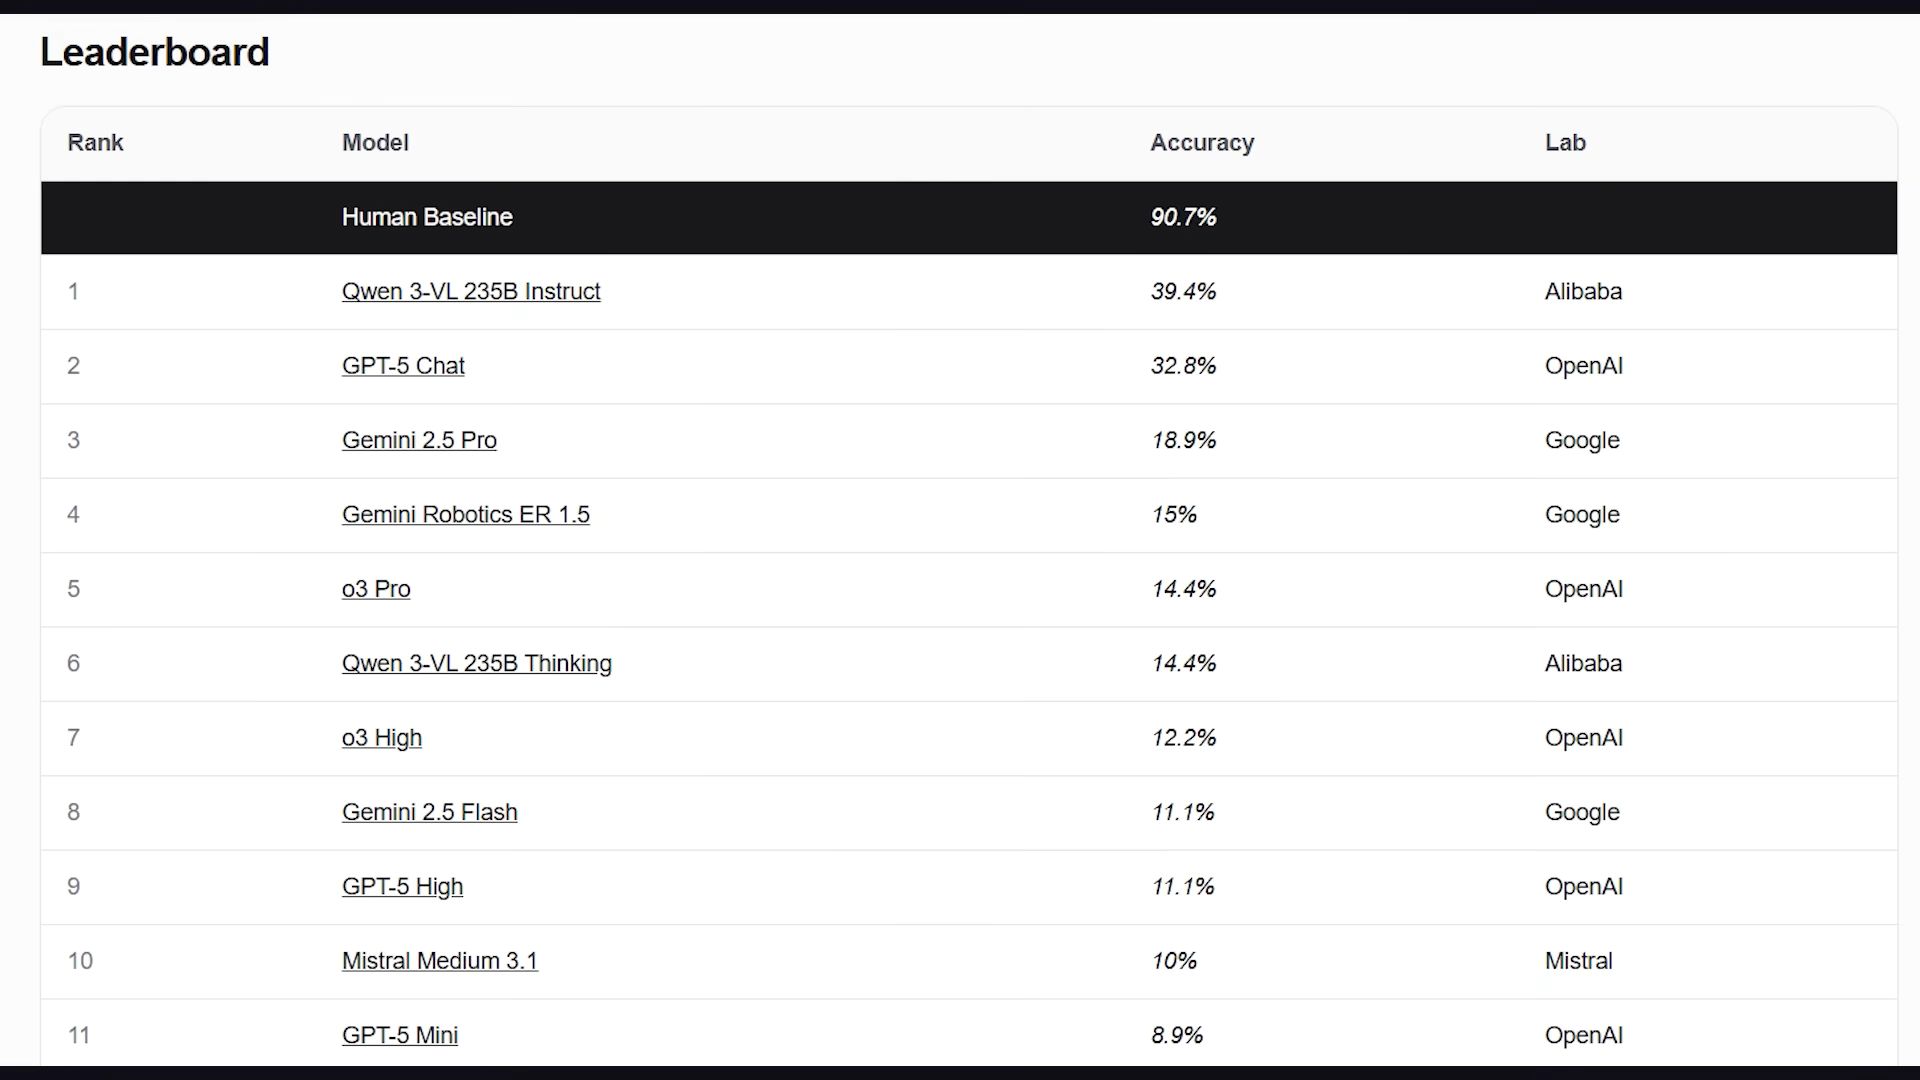 Leaderboard
Rank Model Accuracy Lab
Human Baseline 90.7%
1 Qwen 3-VL 235B Instruct 39.4% Alibaba
2 GPT-5 Chat 32.8% OpenAI
3 Gemini 2.5 Pro 18.9% Google
4 Gemini Robotics ER 1.5 15% Google
5 o3 Pro 14.4% OpenAI
6 Qwen 3-VL 235B Thinking 14.4% Alibaba
7 o3 High 12.2% OpenAI
8 Gemini 2.5 Flash 11.1% Google
9 GPT-5 High 11.1% OpenAI
10 Mistral Medium 3.1 10% Mistral
11 GPT-5 Mini 8.9% OpenAI